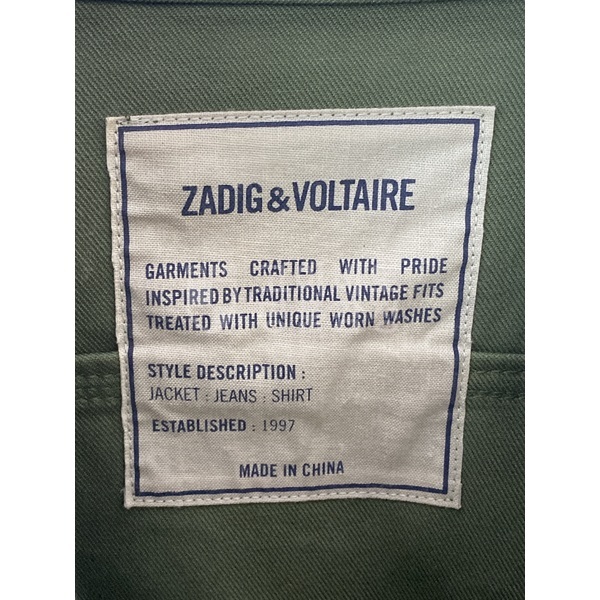 ZADIG&VOLTAIRE
GARMENTS CRAFTED WITH PRIDE
INSPIRED BY TRADITIONAL VINTAGE FITS
TREATED WITH UNIQUE WORN WASHES
STYLE DESCRIPTION :
JACKET : JEANS : SHIRT
ESTABLISHED : 1997
MADE IN CHINA